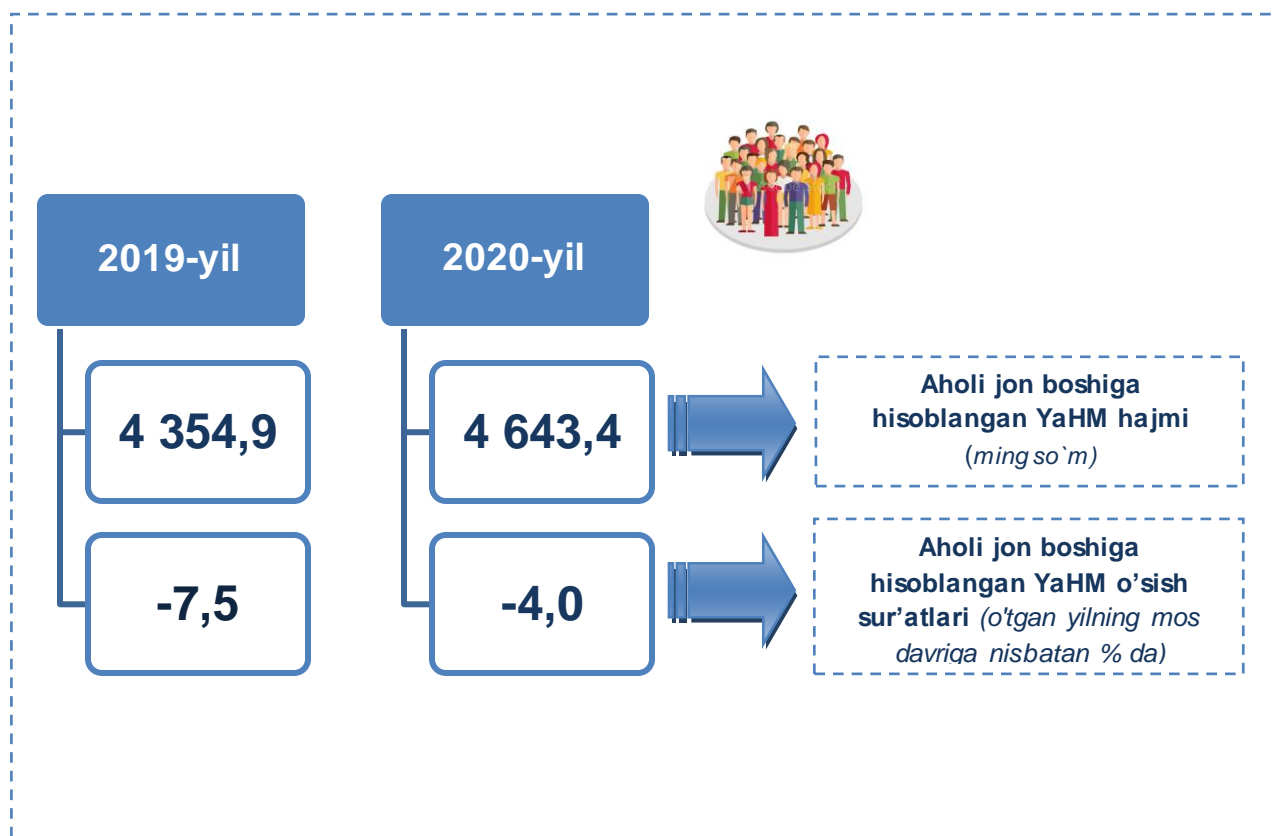 2019-yil
2020-yil
4 354,9
4 643,4
Aholi jon boshiga
hisoblangan YaHM hajmi
(ming so`m)
-7,5
-4,0
Aholi jon boshiga
hisoblangan YaHM o’sish
sur’atlari (o'tgan yilning mos
davriga nisbatan % da)